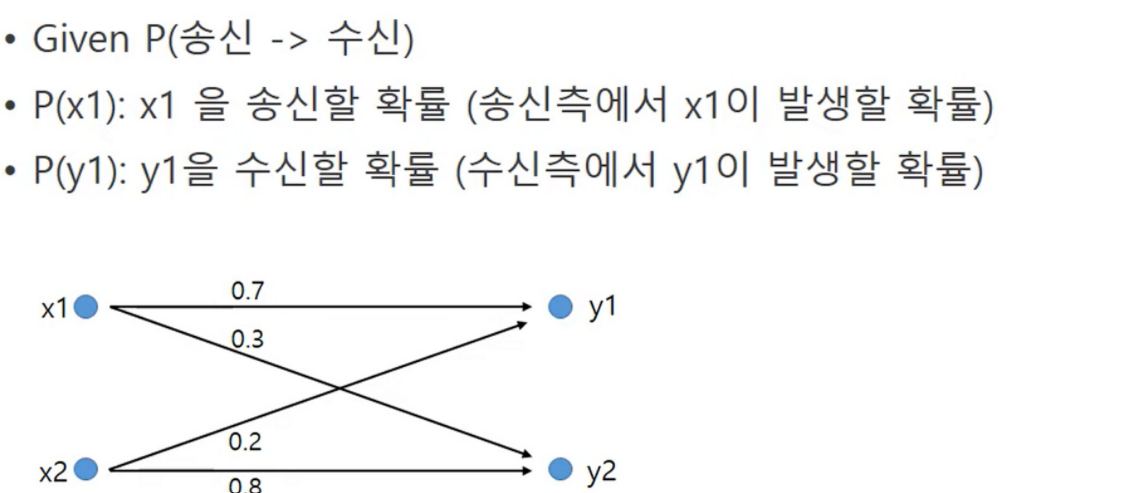 • Given P(송신 -> 수신)
• P(x1): x1 을 송신할 확률 (송신측에서 x1이 발생할 확률)
• P(y1): y1을 수신할 확률 (수신측에서 y1이 발생할 확률)
0.7
x1
y1
0.3
0.2
x2
y2
0.8